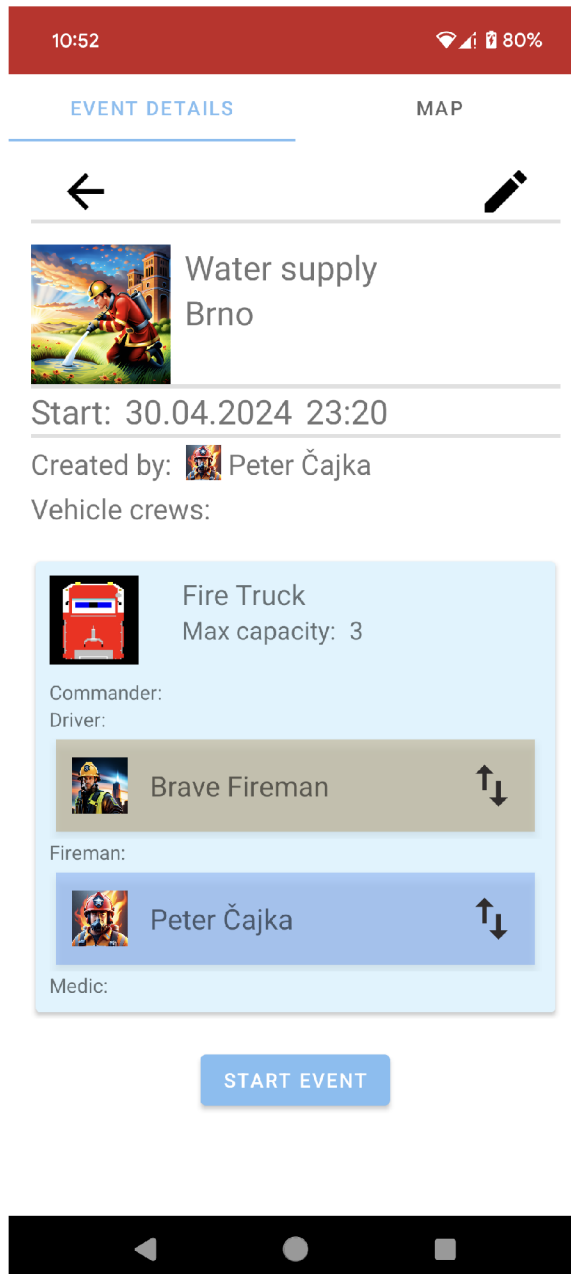 10:52
80%
EVENT DETAILS MAP
Water supply
Brno
Start: 30.04.2024 23:20
Created by: Peter Čajka
Vehicle crews:
Fire Truck
Max capacity: 3
Commander:
Driver:
Brave Fireman
Fireman:
Peter Čajka
Medic:
START EVENT